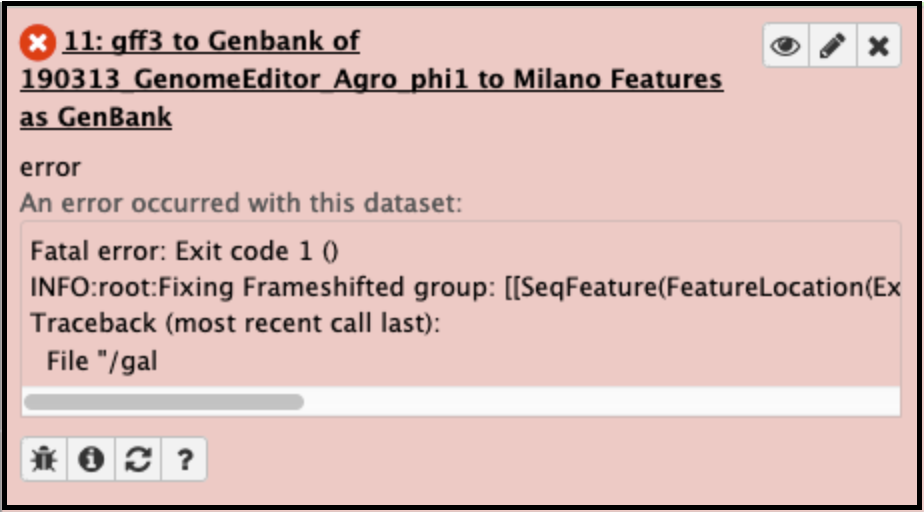 11: gff3 to Genbank of
190313_GenomeEditor_Agro_phi1 to Milano Features
as GenBank
error
An error occurred with this dataset:
Fatal error: Exit code 1 ()
INFO:root:Fixing Frameshifted group: [[SeqFeature(FeatureLocation(Ex
Traceback (most recent call last):
File "/gal
?